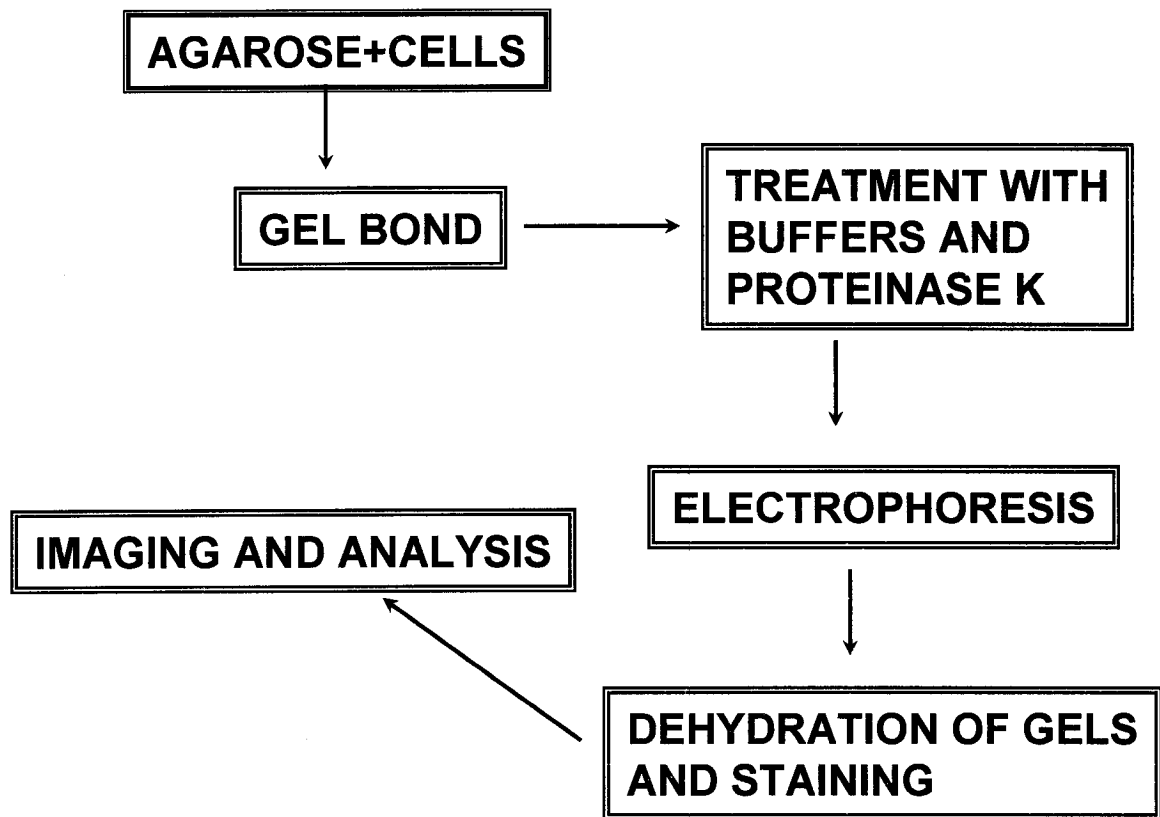 AGAROSE+CELLS
GEL BOND
TREATMENT WITH
BUFFERS AND
PROTEINASE K
ELECTROPHORESIS
DEHYDRATION OF GELS
AND STAINING
IMAGING AND ANALYSIS